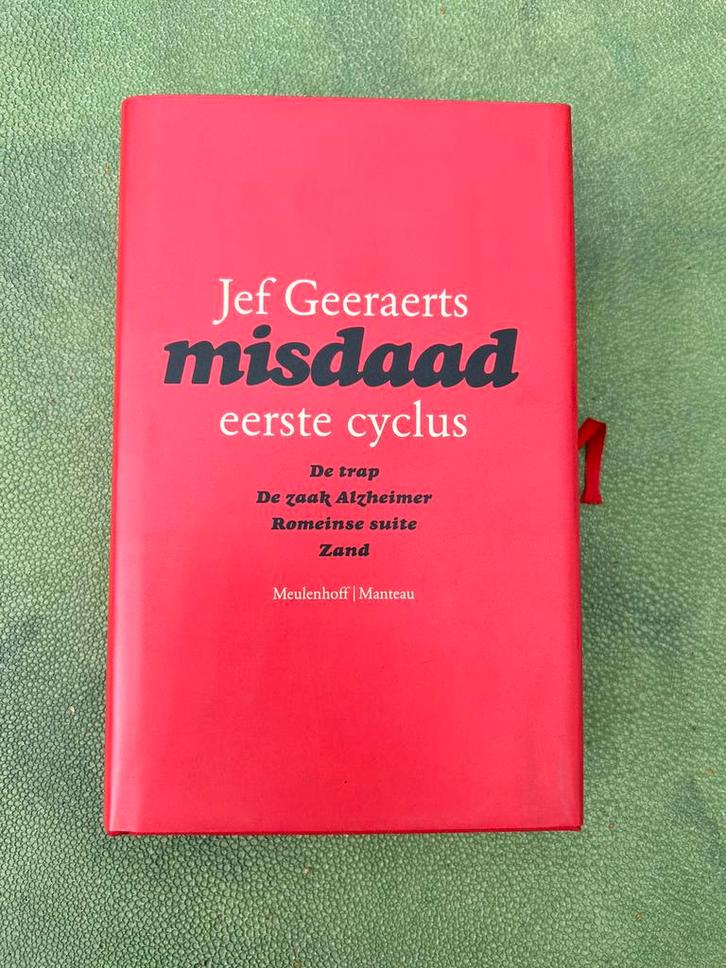 Jef Geeraerts
misdaad
eerste cyclus
De trap
De zaak Alzheimer
Romeinse suite
Zand
Meulenhoff | Manteau